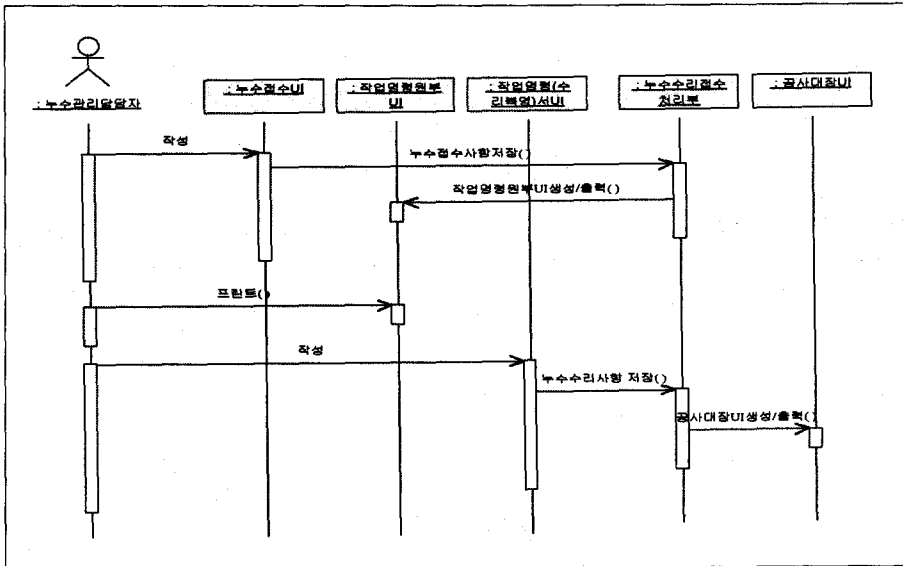 : 누수관리담당자
: 누수접수UI
: 작업명령원부
UI
: 작업명령(수
리복명)서UI
: 누수수리접수
처리부
: 공사대장UI
작성
누수접수사항저장()
작업명령원부UI생성/출력()
프린트()
작성
누수수리사항 저장()
공사대장UI생성/출력()